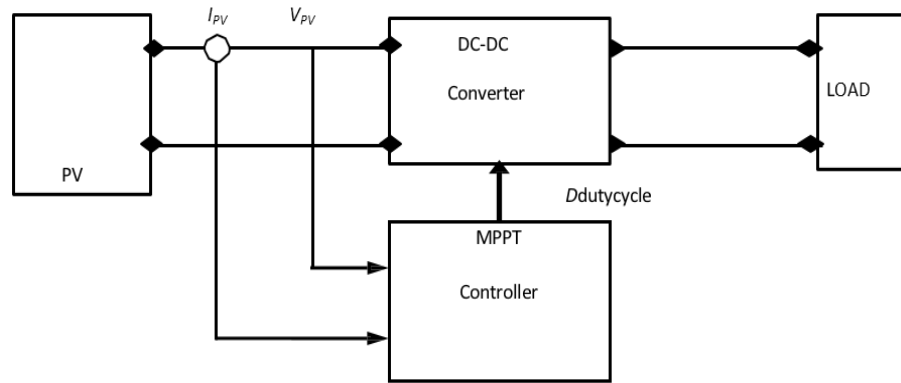 IPV
VPV
DC-DC
Converter
LOAD
PV
Ddutycycle
MPPT
Controller